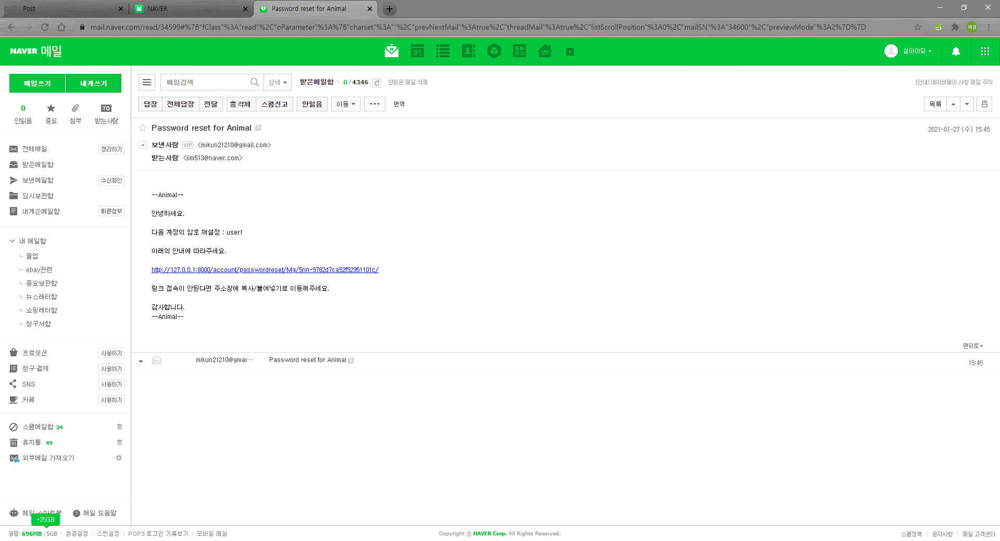 Post
NAVER
Password reset for Animal
mail.naver.com/read/34599#%7B"fClass"%3A"read"%2C"oParameter"%3A%7B"charset"%3A""%2C"prevNextMail"%3Atrue%2C"threadMail"%3Atrue%2C"listScrollPosition"%3A0%2C"mailSN"%3A"34600"%2C"previewMode"%3A2%7D%7D
재경
NAVER 메일
31
살아야되
메일쓰기 내게쓰기
메일검색 상세 받은메일함 0 / 4346 안읽은 메일 삭제
[안내] 네이버페이 사칭 메일 주의
답장 전체답장 전달 삭제 스팸신고 안읽음 이동 ··· 번역
목록
0 TO
안읽음 중요 첨부 받는사람
전체메일 정리하기
받은메일함
보낸메일함 수신확인
임시보관함
내게쓴메일함 빠른첨부
내 메일함
졸업
ebay관련
중요보관함
뉴스레터함
쇼핑레터함
청구서함
프로모션 사용하기
청구·결제 사용하기
SNS 사용하기
카페 사용하기
스팸메일함 24
휴지통 49
외부메일 가져오기
메일 스마트봇 메일 도움말
+25GB
Password reset for Animal
2021-01-27 (수) 15:45
보낸사람 VIP <mikun21210@gmail.com>
받는사람 <jim513@naver.com>
--Animal--
안녕하세요.
다음 계정의 암호 재설정 : user1
아래의 안내에 따라주세요.
http://127.0.0.1:8000/account/passwordreset/Mg/5nn-9782d7ca52f52951101c/
링크 접속이 안된다면 주소창에 복사/붙여넣기로 이동해주세요.
감사합니다.
--Animal--
맨위로
mikun21210@gmai··· Password reset for Animal
15:45
용량 696MB / 5GB 환경설정 스킨설정 POP3 로그인 기록보기 모바일 메일
Copyright © NAVER Corp. All Rights Reserved.
스팸정책 공지사항 메일 고객센터